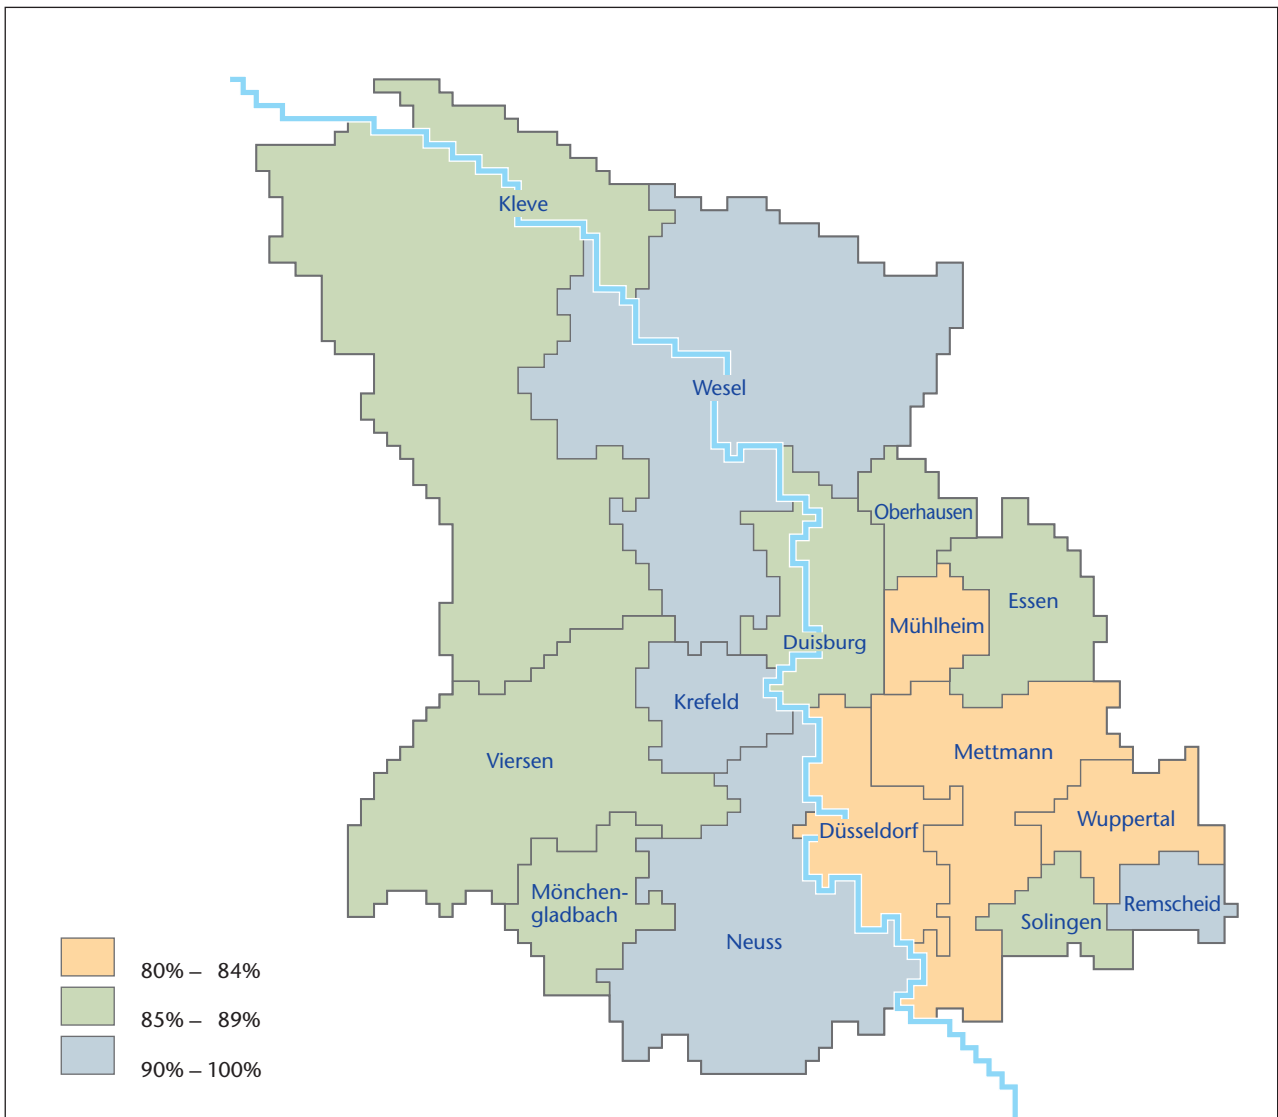 Kleve
Wesel
Oberhausen
Essen
Mühlheim
Duisburg
Krefeld
Mettmann
Viersen
Wuppertal
Düsseldorf
Mönchen-
gladbach
Remscheid
Solingen
Neuss
80% – 84%
85% – 89%
90% – 100%